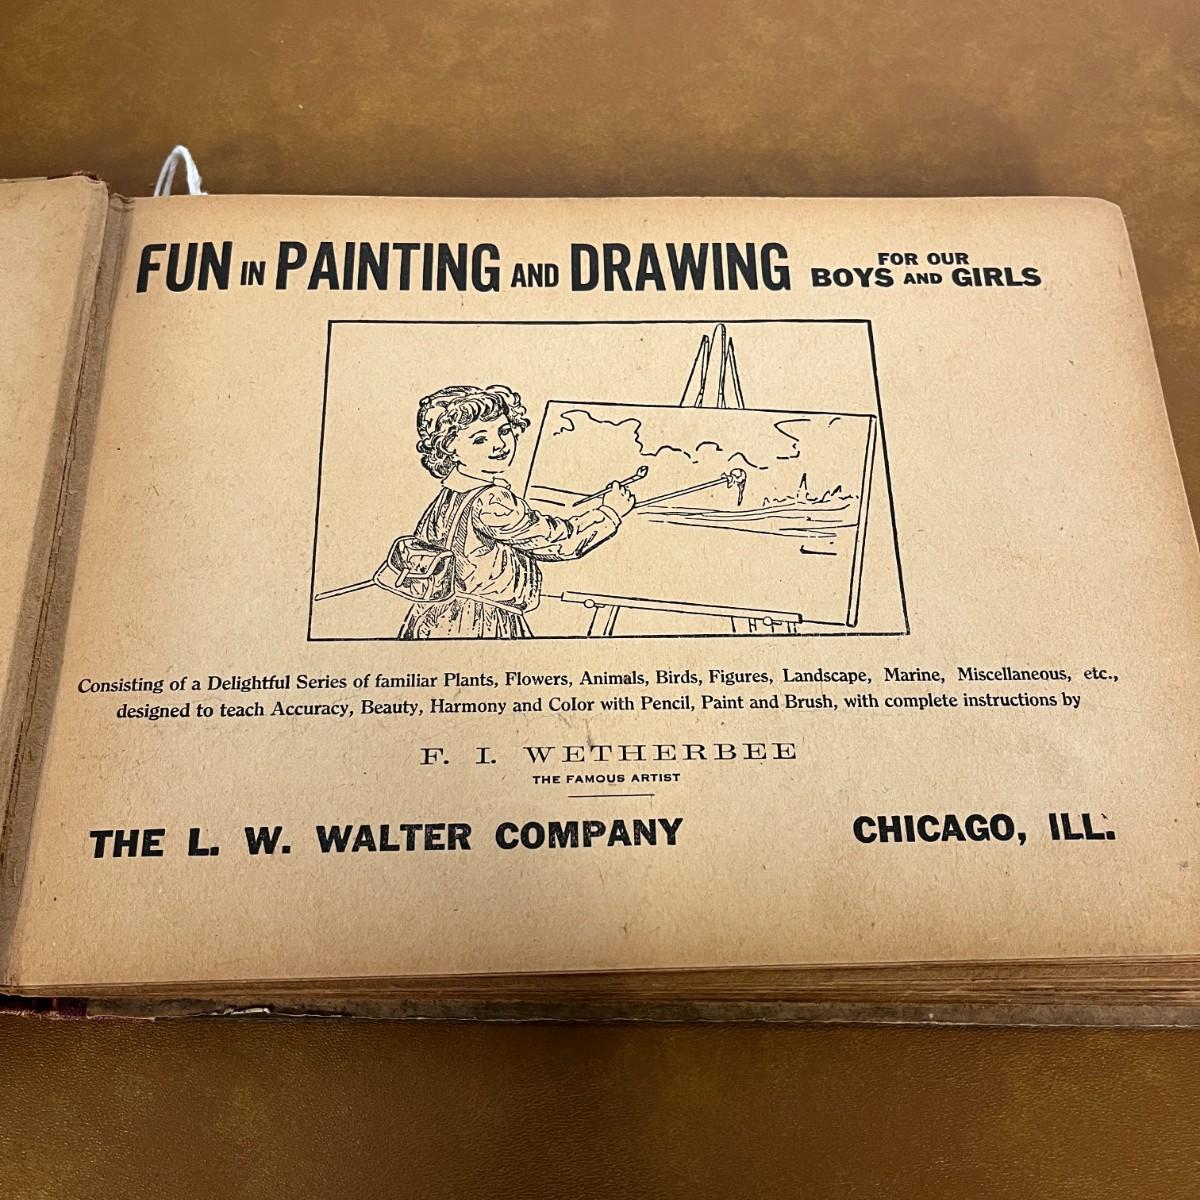 FUN IN PAINTING AND DRAWING FOR OUR BOYS AND GIRLS
Consisting of a Delightful Series of familiar Plants, Flowers, Animals, Birds, Figures, Landscape, Marine, Miscellaneous, etc.,
designed to teach Accuracy, Beauty, Harmony and Color with Pencil, Paint and Brush, with complete instructions by
F. I. WETHERBEE
THE FAMOUS ARTIST
THE L. W. WALTER COMPANY CHICAGO, ILL.